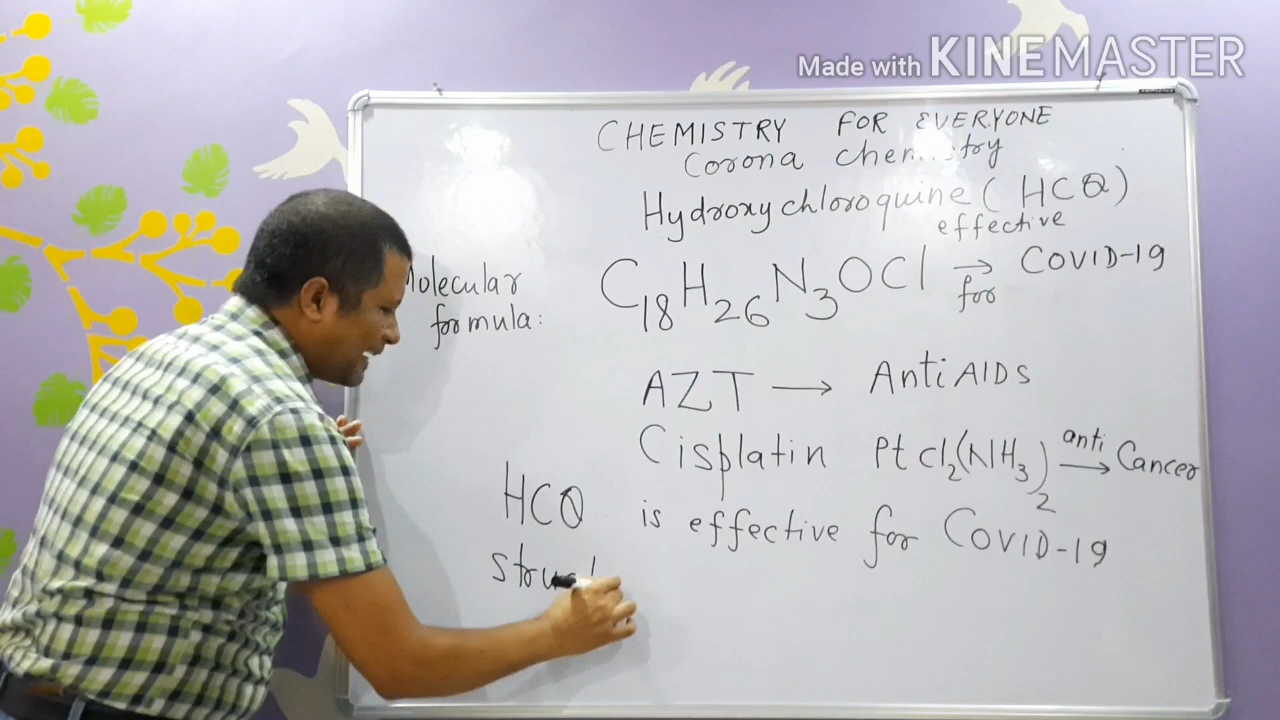 Made with KINEMASTER
CHEMISTRY FOR EVERYONE
Corona chemistry
Hydroxychloroquine (HCQ)
effective
Molecular formula:
C18H26N3OCl → for COVID-19
AZT → Anti AIDS
Cisplatin PtCl2(NH3)2 anti → Cancer
HCQ is effective for COVID-19